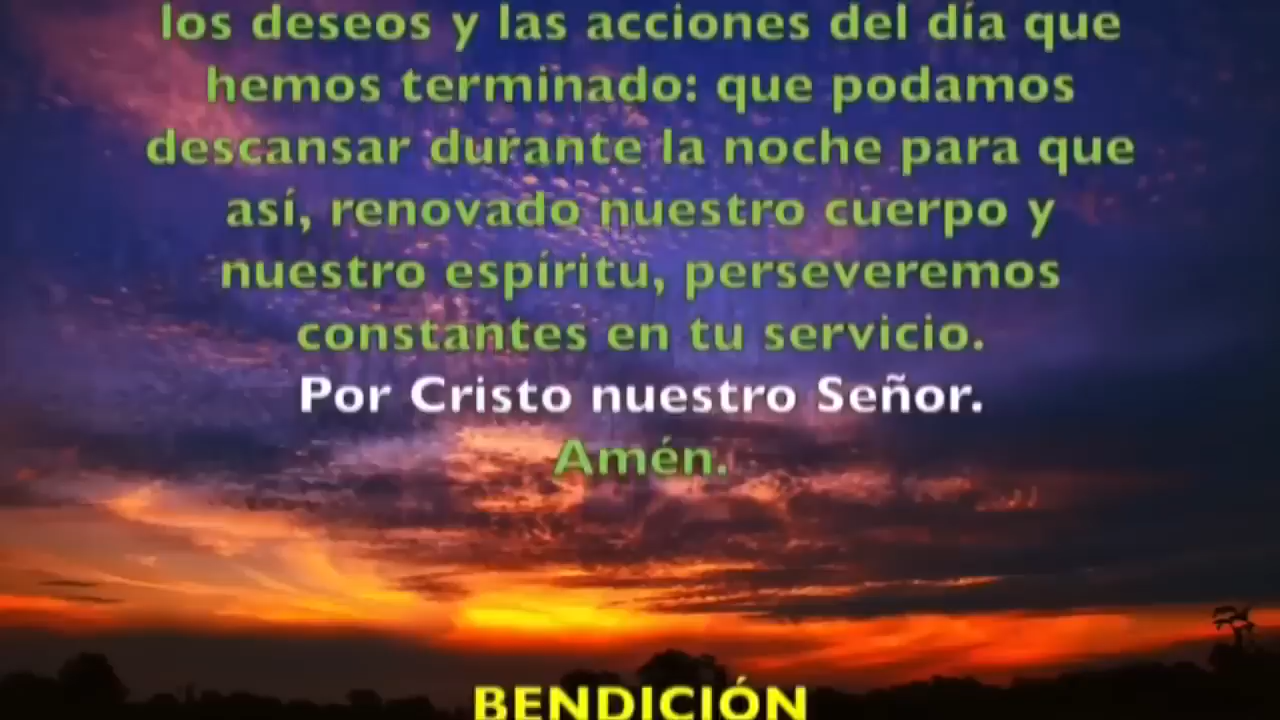 los deseos y las acciones del día que
hemos terminado: que podamos
descansar durante la noche para que
así, renovado nuestro cuerpo y
nuestro espíritu, perseveremos
constantes en tu servicio.
Por Cristo nuestro Señor.
Amén.
BENDICIÓN